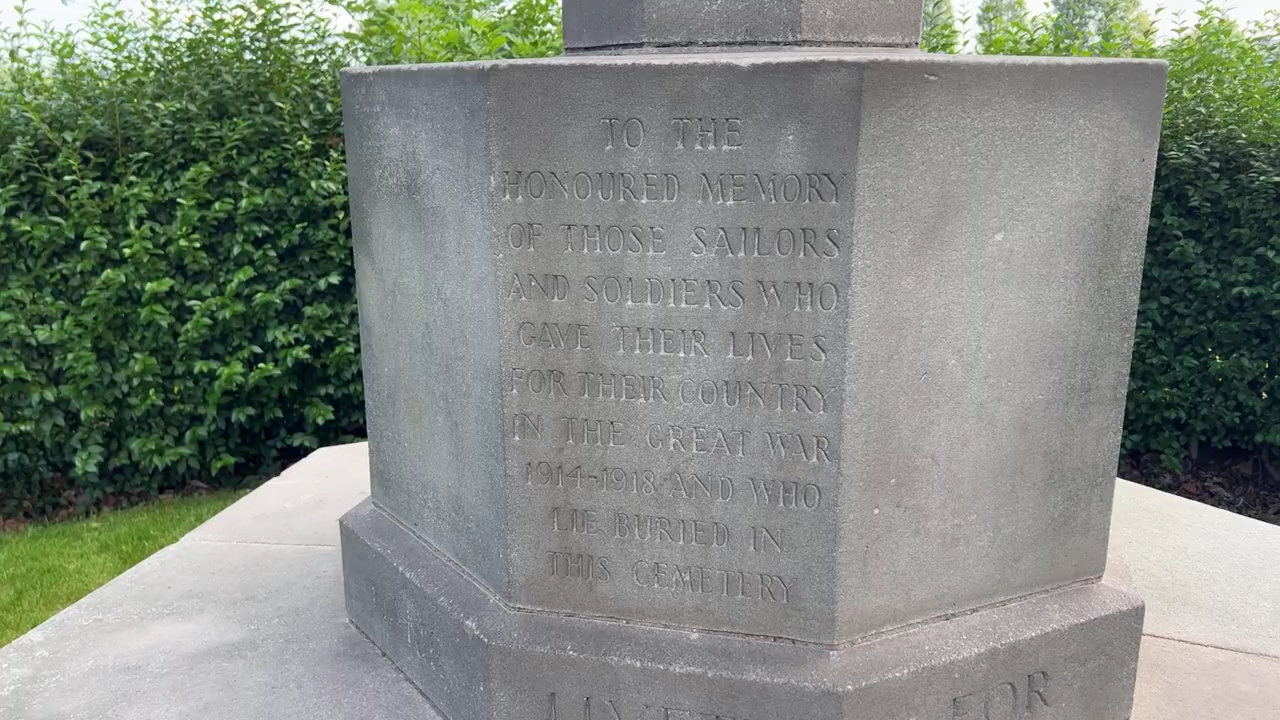 TO THE
HONOURED MEMORY
OF THOSE SAILORS
AND SOLDIERS WHO
GAVE THEIR LIVES
FOR THEIR COUNTRY
IN THE GREAT WAR
1914-1918 AND WHO
LIE BURIED IN
THIS CEMETERY
FOR